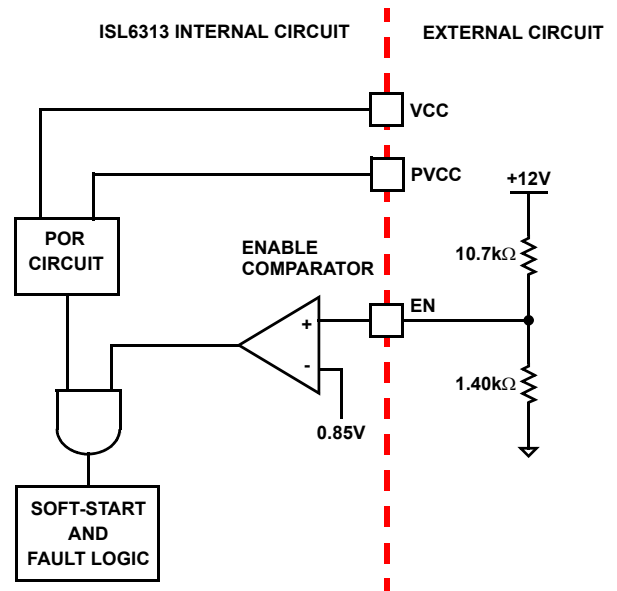 ISL6313 INTERNAL CIRCUIT
EXTERNAL CIRCUIT
VCC
PVCC
+12V
POR
CIRCUIT
10.7kΩ
ENABLE
COMPARATOR
EN
+
-
1.40kΩ
0.85V
SOFT-START
AND
FAULT LOGIC